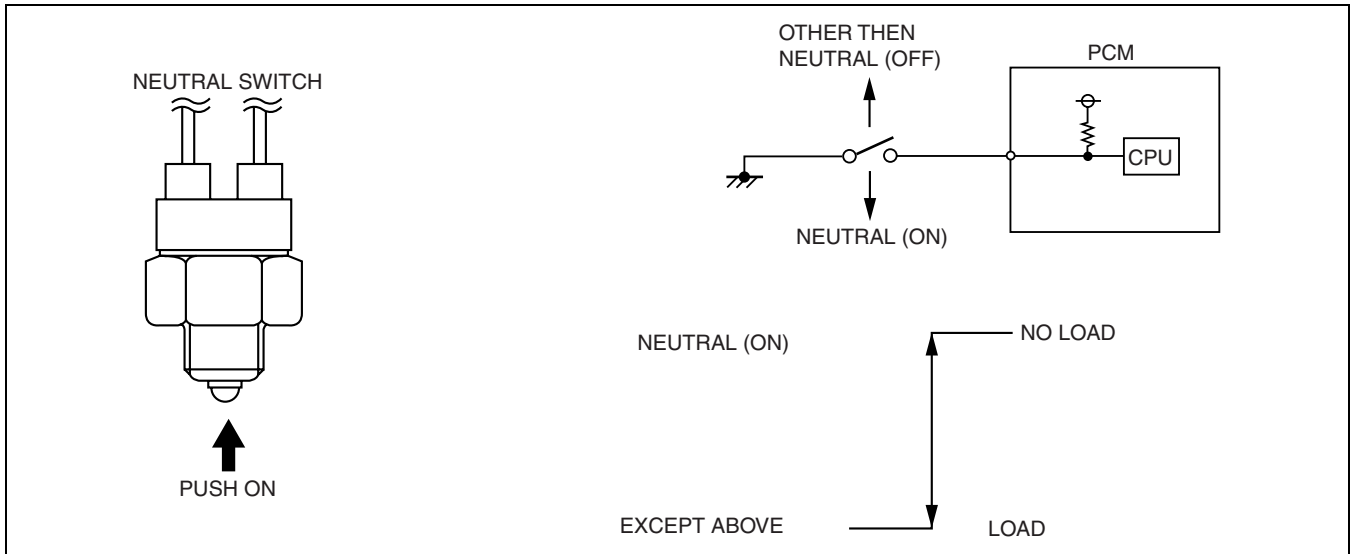 NEUTRAL SWITCH
PUSH ON
OTHER THEN
NEUTRAL (OFF)
PCM
CPU
NEUTRAL (ON)
NEUTRAL (ON)
NO LOAD
EXCEPT ABOVE
LOAD